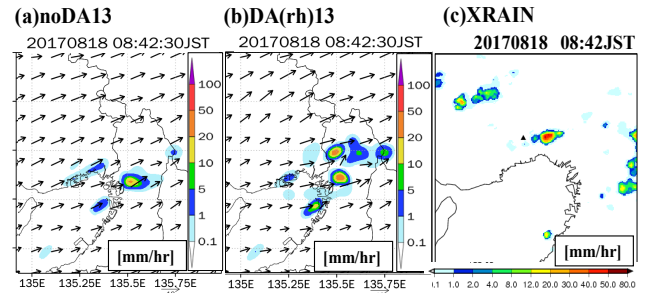 (a)noDA13
(b)DA(rh)13
(c)XRAIN
20170818 08:42:30JST
20170818 08:42:30JST
20170818 08:42JST
100
50
20
10
5
1
0.1
100
50
20
10
5
1
0.1
[mm/hr]
[mm/hr]
[mm/hr]
135E 135.25E 135.5E 135.75E
135E 135.25E 135.5E 135.75E
.1 1.0 2.0 4.0 8.0 12.0 20.0 30.0 40.0 50.0 80.0